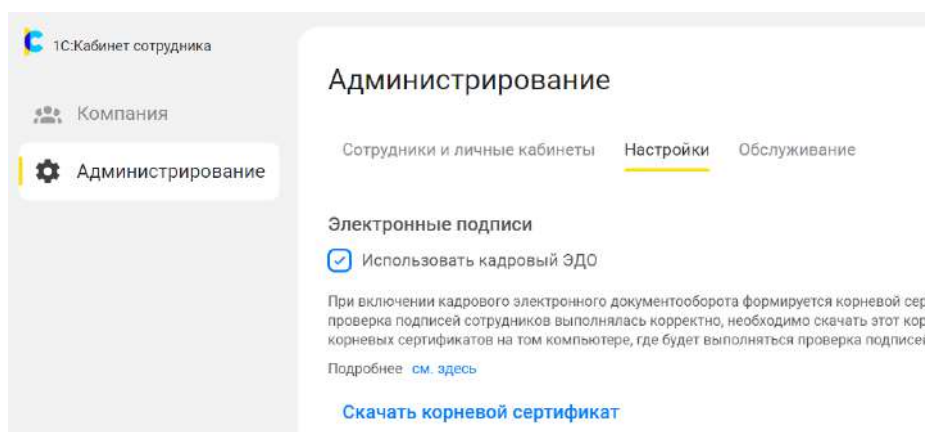 1С:Кабинет сотрудника
Администрирование
Компания
Администрирование
Сотрудники и личные кабинеты Настройки Обслуживание
Электронные подписи
Использовать кадровый ЭДО
При включении кадрового электронного документооборота формируется корневой
проверка подписей сотрудников выполнялась корректно, необходимо скачать этот
корневых сертификатов на том компьютере, где будет выполняться проверка
Подробнее см. здесь
Скачать корневой сертификат